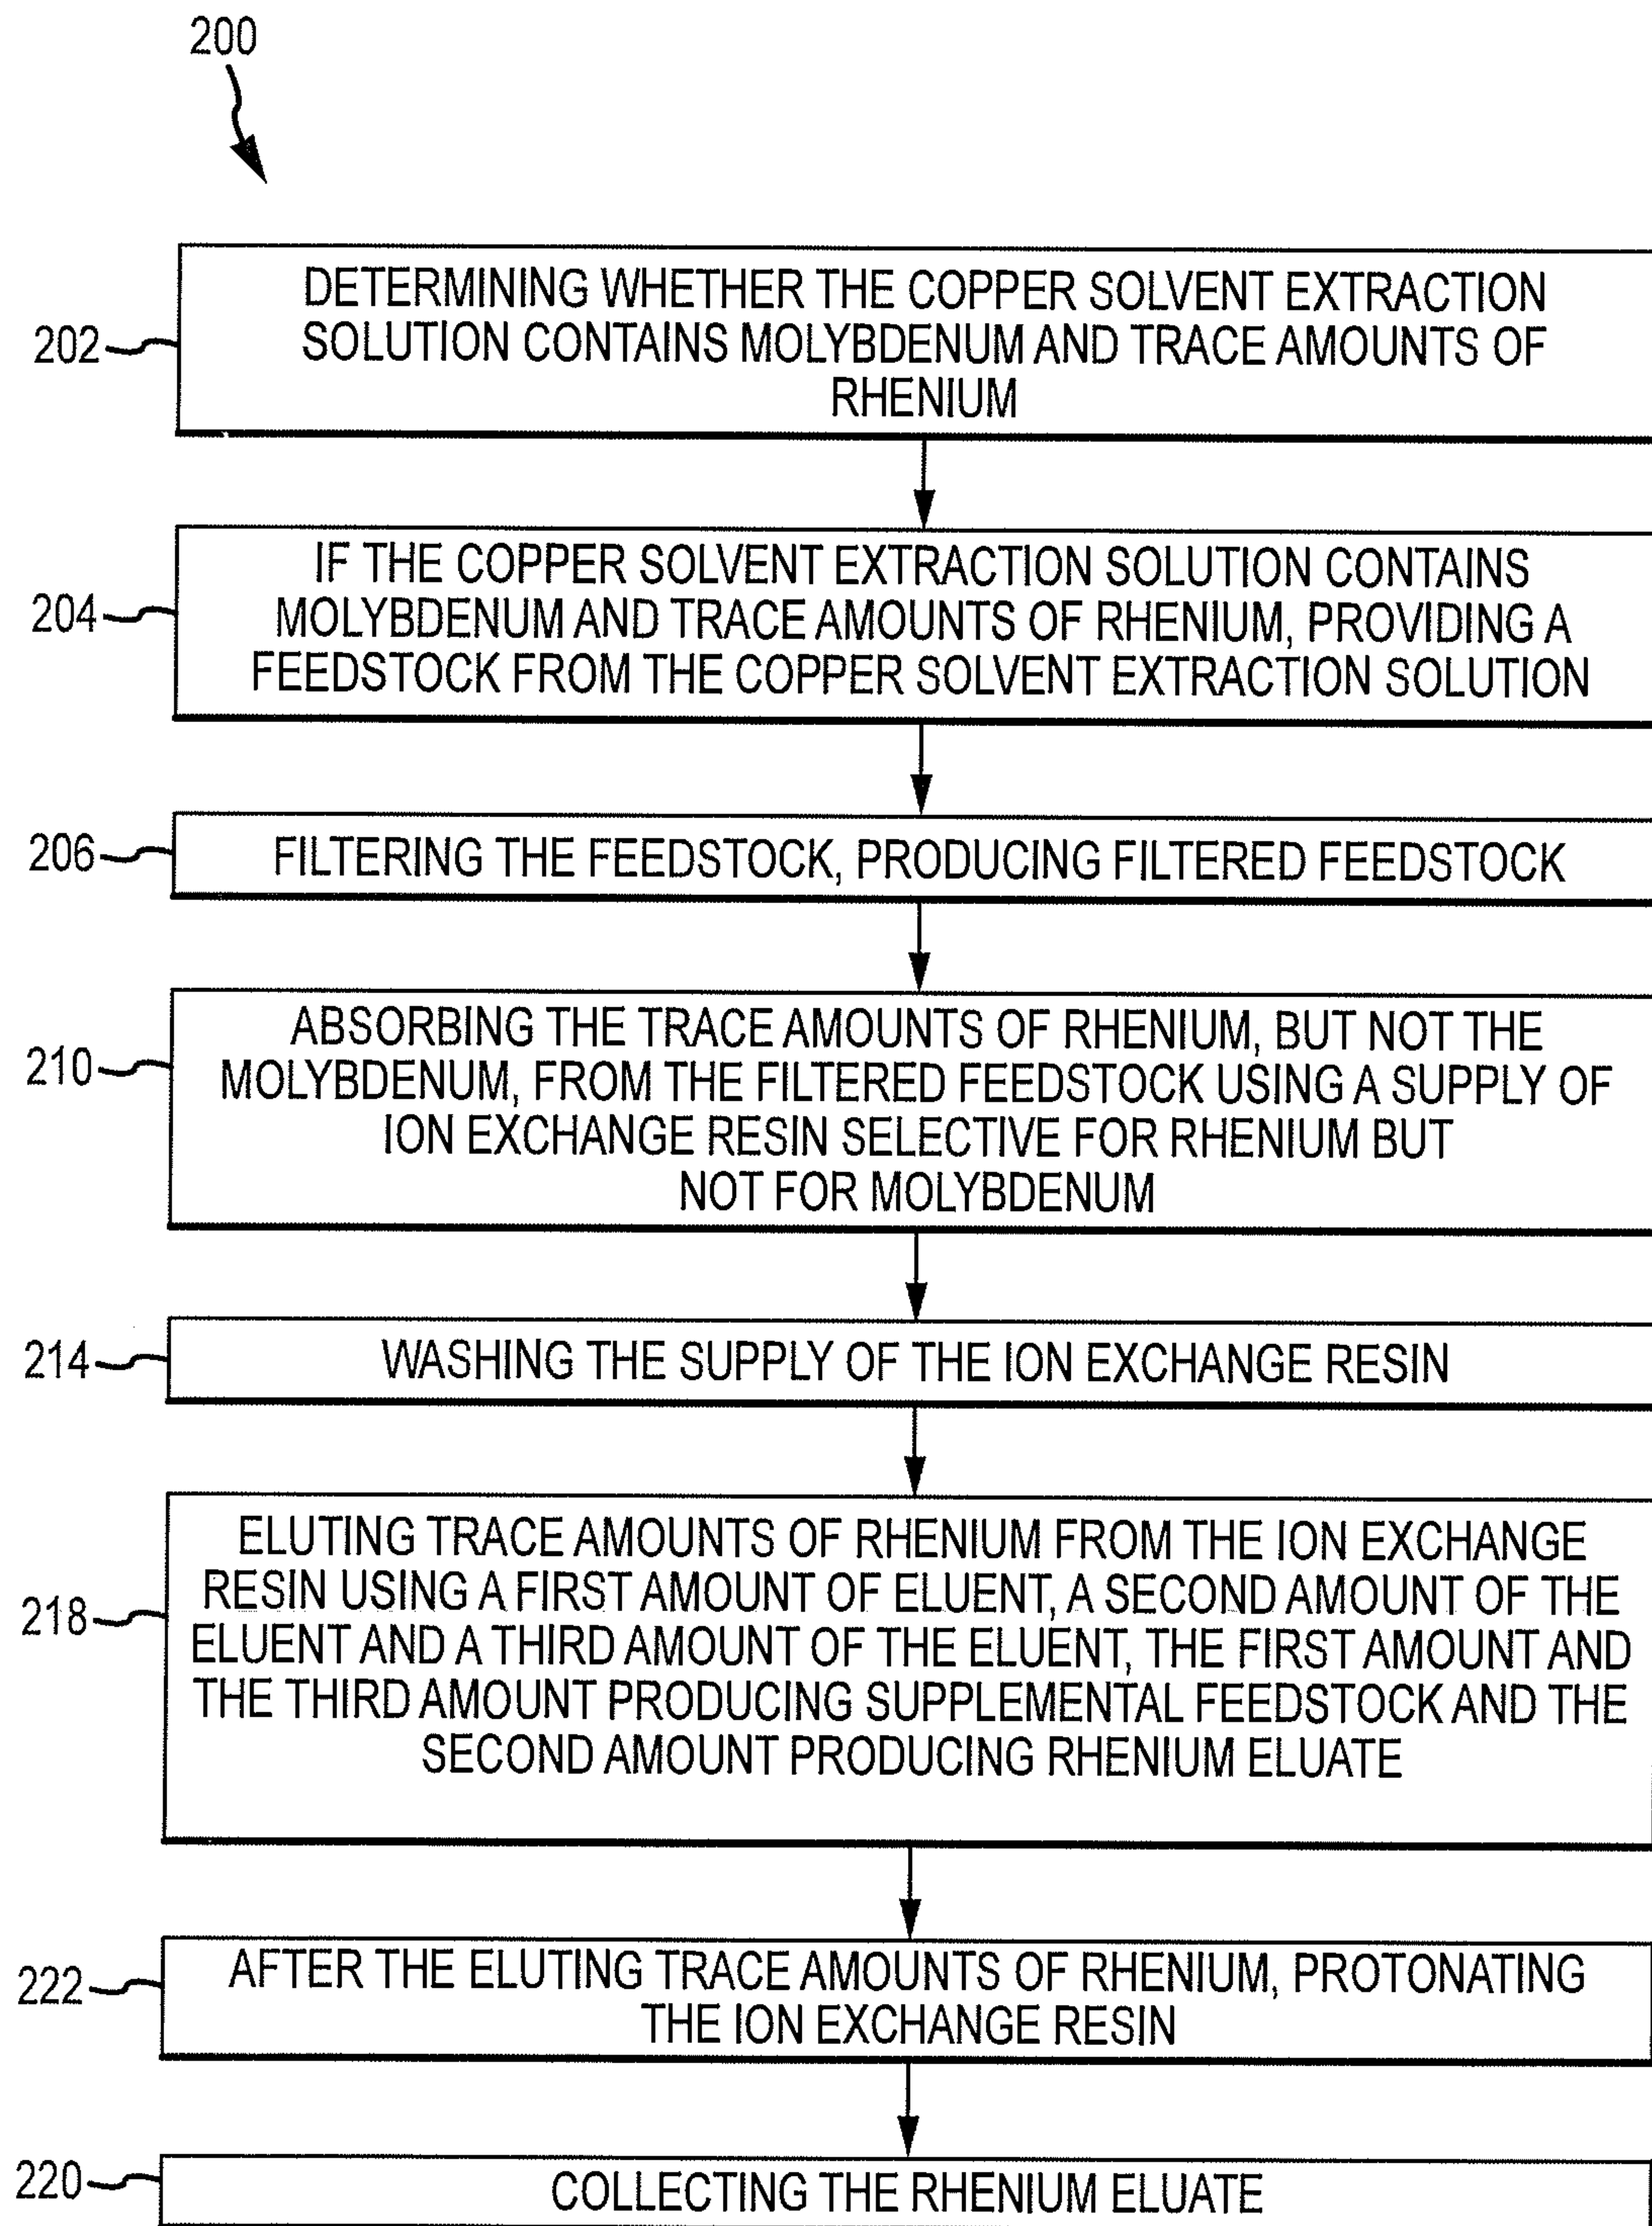 200
202
DETERMINING WHETHER THE COPPER SOLVENT EXTRACTION
SOLUTION CONTAINS MOLYBDENUM AND TRACE AMOUNTS OF
RHENIUM
204
IF THE COPPER SOLVENT EXTRACTION SOLUTION CONTAINS
MOLYBDENUM AND TRACE AMOUNTS OF RHENIUM, PROVIDING A
FEEDSTOCK FROM THE COPPER SOLVENT EXTRACTION SOLUTION
206
FILTERING THE FEEDSTOCK, PRODUCING FILTERED FEEDSTOCK
210
ABSORBING THE TRACE AMOUNTS OF RHENIUM, BUT NOT THE
MOLYBDENUM, FROM THE FILTERED FEEDSTOCK USING A SUPPLY OF
ION EXCHANGE RESIN SELECTIVE FOR RHENIUM BUT
NOT FOR MOLYBDENUM
214
WASHING THE SUPPLY OF THE ION EXCHANGE RESIN
218
ELUTING TRACE AMOUNTS OF RHENIUM FROM THE ION EXCHANGE
RESIN USING A FIRST AMOUNT OF ELUENT, A SECOND AMOUNT OF THE
ELUENT AND A THIRD AMOUNT OF THE ELUENT, THE FIRST AMOUNT AND
THE THIRD AMOUNT PRODUCING SUPPLEMENTAL FEEDSTOCK AND THE
SECOND AMOUNT PRODUCING RHENIUM ELUATE
222
AFTER THE ELUTING TRACE AMOUNTS OF RHENIUM, PROTONATING
THE ION EXCHANGE RESIN
220
COLLECTING THE RHENIUM ELUATE